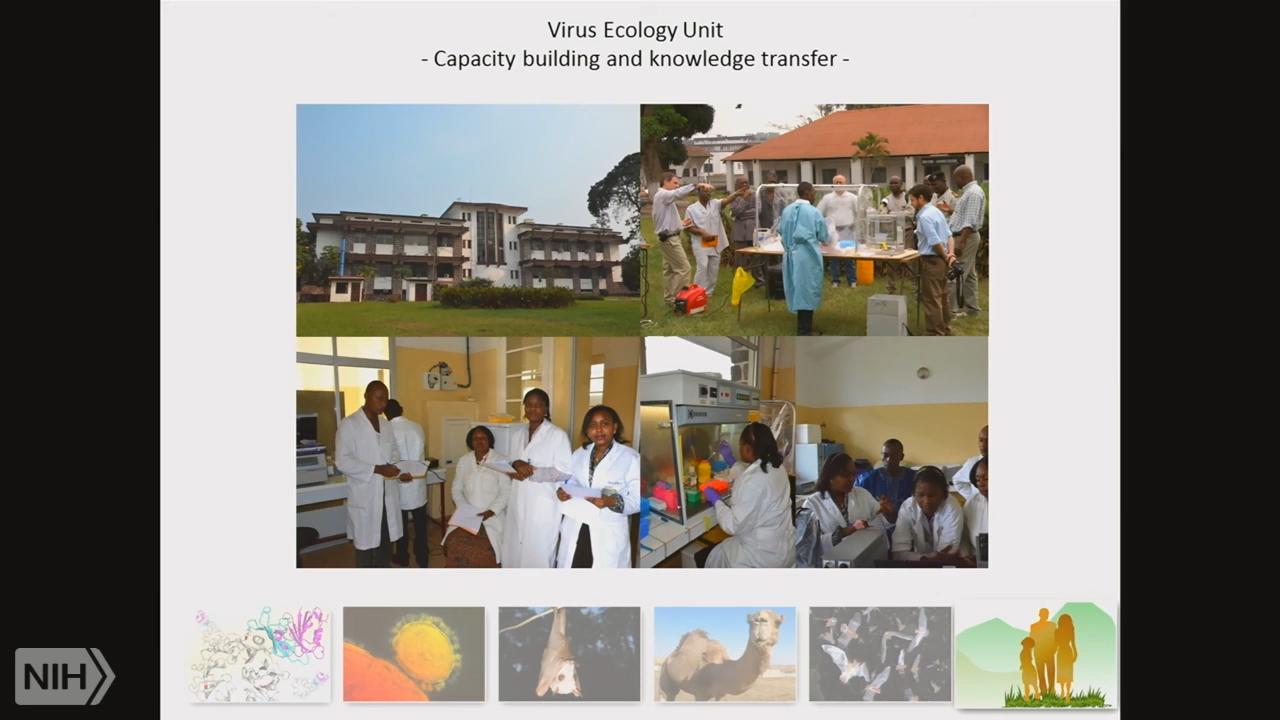 Virus Ecology Unit
- Capacity building and knowledge transfer -
NIH